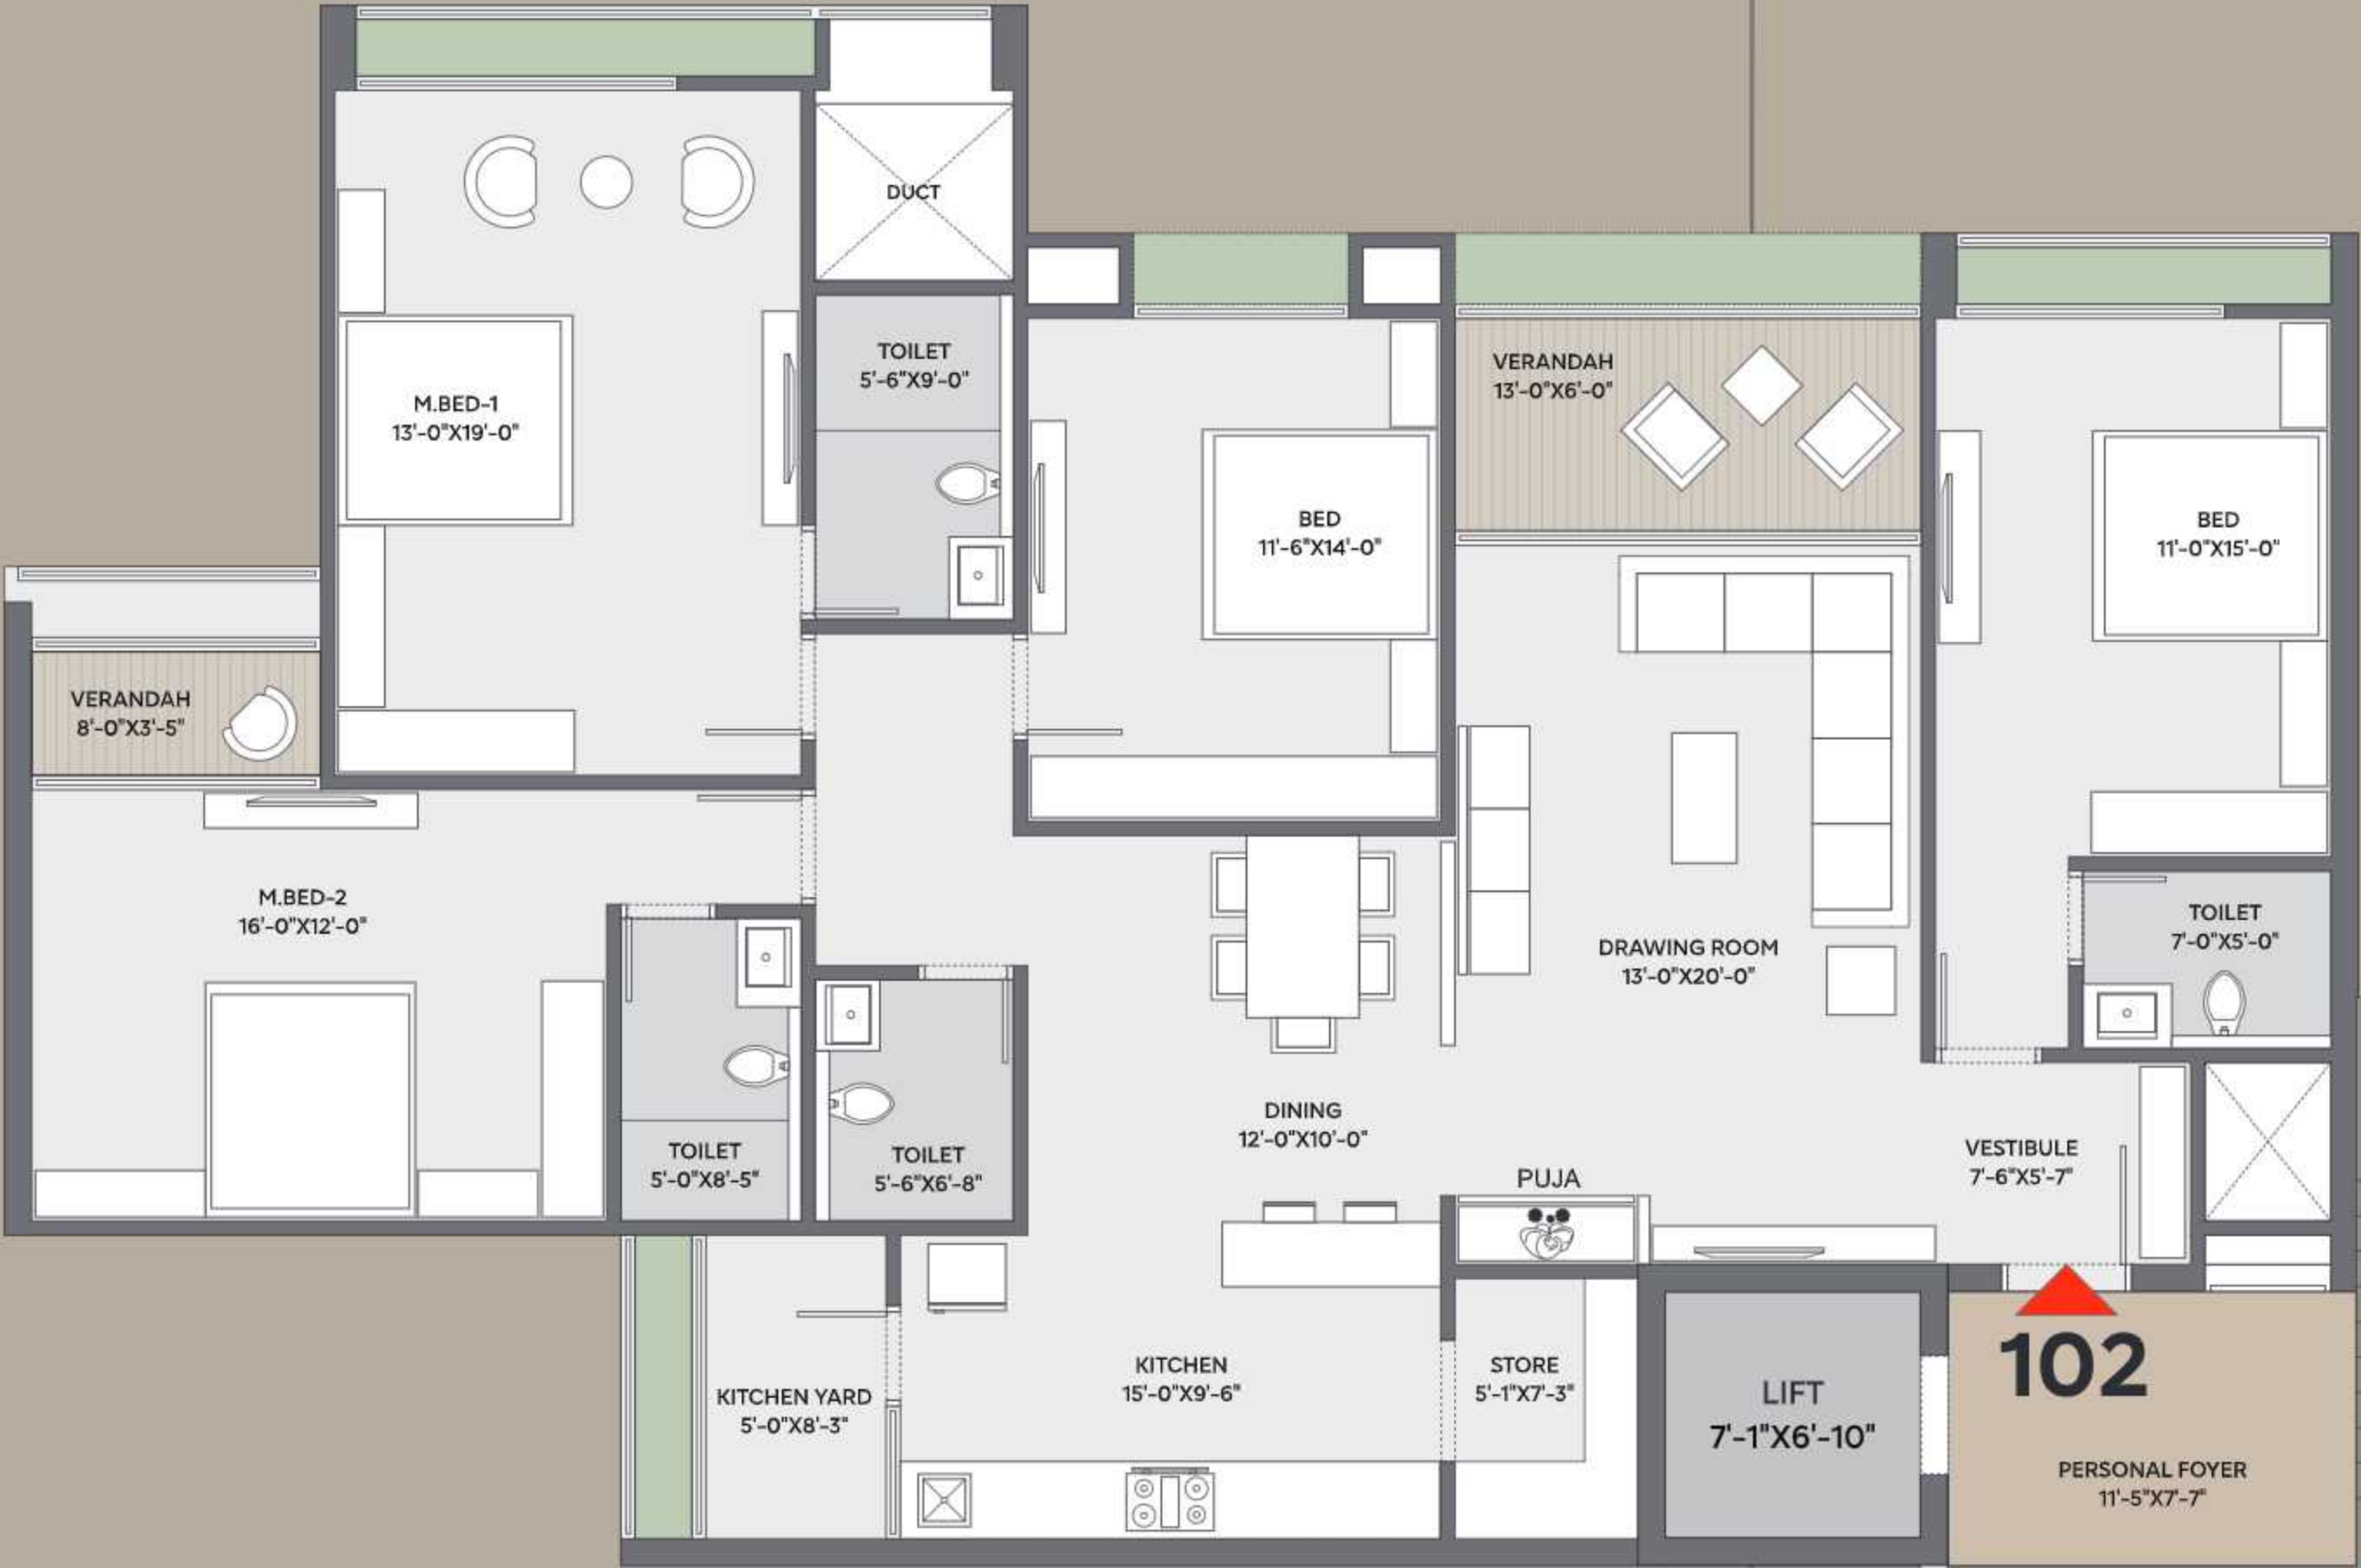 DUCT
TOILET
5'-6"X9'-0"
VERANDAH
13'-0"X6'-0"
M.BED-1
13'-0"X19'-0"
BED
11'-6"X14'-0"
BED
11'-0"X15'-0"
VERANDAH
8'-0"X3'-5"
M.BED-2
16'-0"X12'-0"
TOILET
7'-0"X5'-0"
DRAWING ROOM
13'-0"X20'-0"
DINING
12'-0"X10'-0"
TOILET
5'-0"X8'-5"
TOILET
5'-6"X6'-8"
VESTIBULE
7'-6"X5'-7"
PUJA
KITCHEN YARD
5'-0"X8'-3"
KITCHEN
15'-0"X9'-6"
STORE
5'-1"X7'-3"
LIFT
7'-1"X6'-10"
102
PERSONAL FOYER
11'-5"X7'-7"